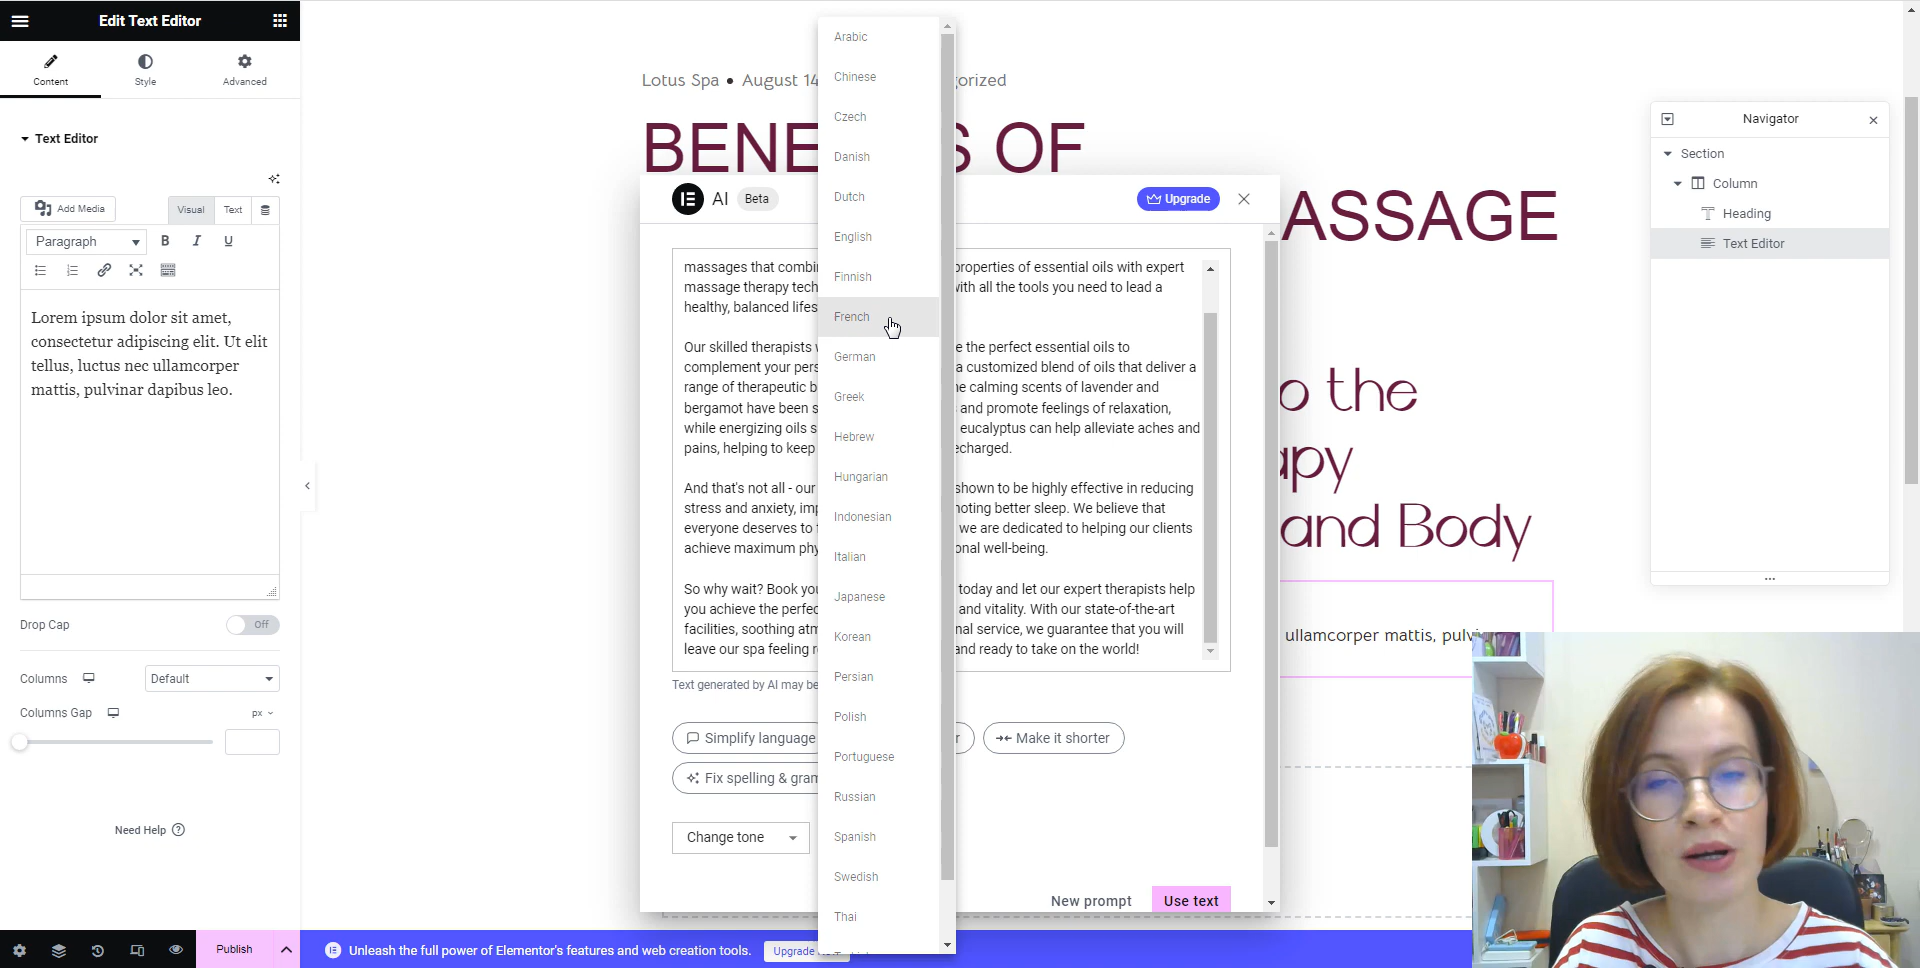 Edit Text Editor
Content
Style
Advanced
Text Editor
Add Media
Visual
Text
Paragraph
B
I
U
Lorem ipsum dolor sit amet,
consectetur adipiscing elit. Ut elit
tellus, luctus nec ullamcorper
mattis, pulvinar dapibus leo.
Drop Cap
Off
Columns
Default
Columns Gap
px
Need Help
Publish
Lotus Spa • August 14
orized
BENE
S OF
ASSAGE
o the
apy
and Body
ullamcorper mattis, pulvi
AI
Beta
Upgrade
massages that combi
properties of essential oils with expert
massage therapy tech
with all the tools you need to lead a
healthy, balanced lifes
Our skilled therapists
e the perfect essential oils to
complement your pers
a customized blend of oils that deliver a
range of therapeutic b
he calming scents of lavender and
bergamot have been s
and promote feelings of relaxation,
while energizing oils s
eucalyptus can help alleviate aches and
pains, helping to keep
echarged.
And that's not all - our
shown to be highly effective in reducing
stress and anxiety, imp
noting better sleep. We believe that
everyone deserves to
we are dedicated to helping our clients
achieve maximum phy
onal well-being.
So why wait? Book you
today and let our expert therapists help
you achieve the perfec
and vitality. With our state-of-the-art
facilities, soothing atm
nal service, we guarantee that you will
leave our spa feeling r
and ready to take on the world!
Text generated by AI may be
Simplify language
r
Make it shorter
Fix spelling & gram
Change tone
New prompt
Use text
Arabic
Chinese
Czech
Danish
Dutch
English
Finnish
French
German
Greek
Hebrew
Hungarian
Indonesian
Italian
Japanese
Korean
Persian
Polish
Portuguese
Russian
Spanish
Swedish
Thai
Unleash the full power of Elementor's features and web creation tools.
Upgrade
Navigator
Section
Column
Heading
Text Editor